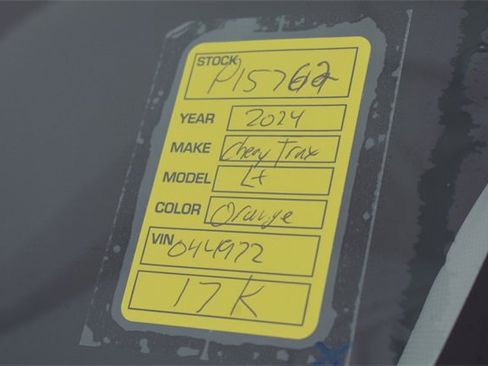 STOCK P15762
YEAR 2024
MAKE Chevy Trax
MODEL Lt
COLOR Orange
VIN 044972
17K